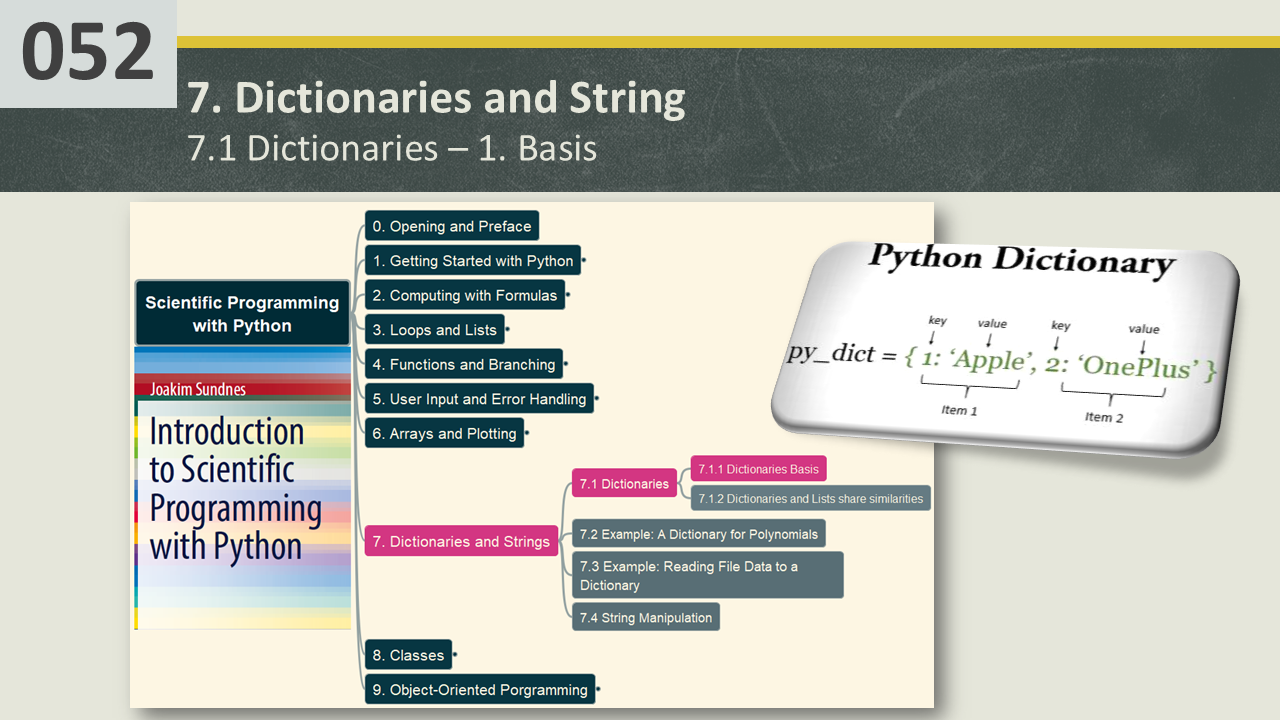 052
7. Dictionaries and String
7.1 Dictionaries – 1. Basis
Scientific Programming
with Python
Joakim Sundnes
Introduction
to Scientific
Programming
with Python
0. Opening and Preface
1. Getting Started with Python
2. Computing with Formulas
3. Loops and Lists
4. Functions and Branching
5. User Input and Error Handling
6. Arrays and Plotting
7. Dictionaries and Strings
7.1 Dictionaries
7.1.1 Dictionaries Basis
7.1.2 Dictionaries and Lists share similarities
7.2 Example: A Dictionary for Polynomials
7.3 Example: Reading File Data to a
Dictionary
7.4 String Manipulation
8. Classes
9. Object-Oriented Porgramming
Python Dictionary
key value key value
py_dict = { 1: ‘Apple’, 2: ‘OnePlus’ }
Item 1 Item 2